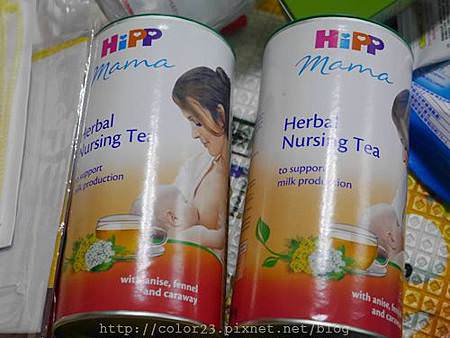 HiPP
Mama
Herbal
Nursing Tea
to support
milk production
with anise, fennel
and caraway
HiPP
Mama
Herbal
Nursing Tea
to support
milk production
with anise, fennel
and caraway
http://color23.pixnet.net/blog